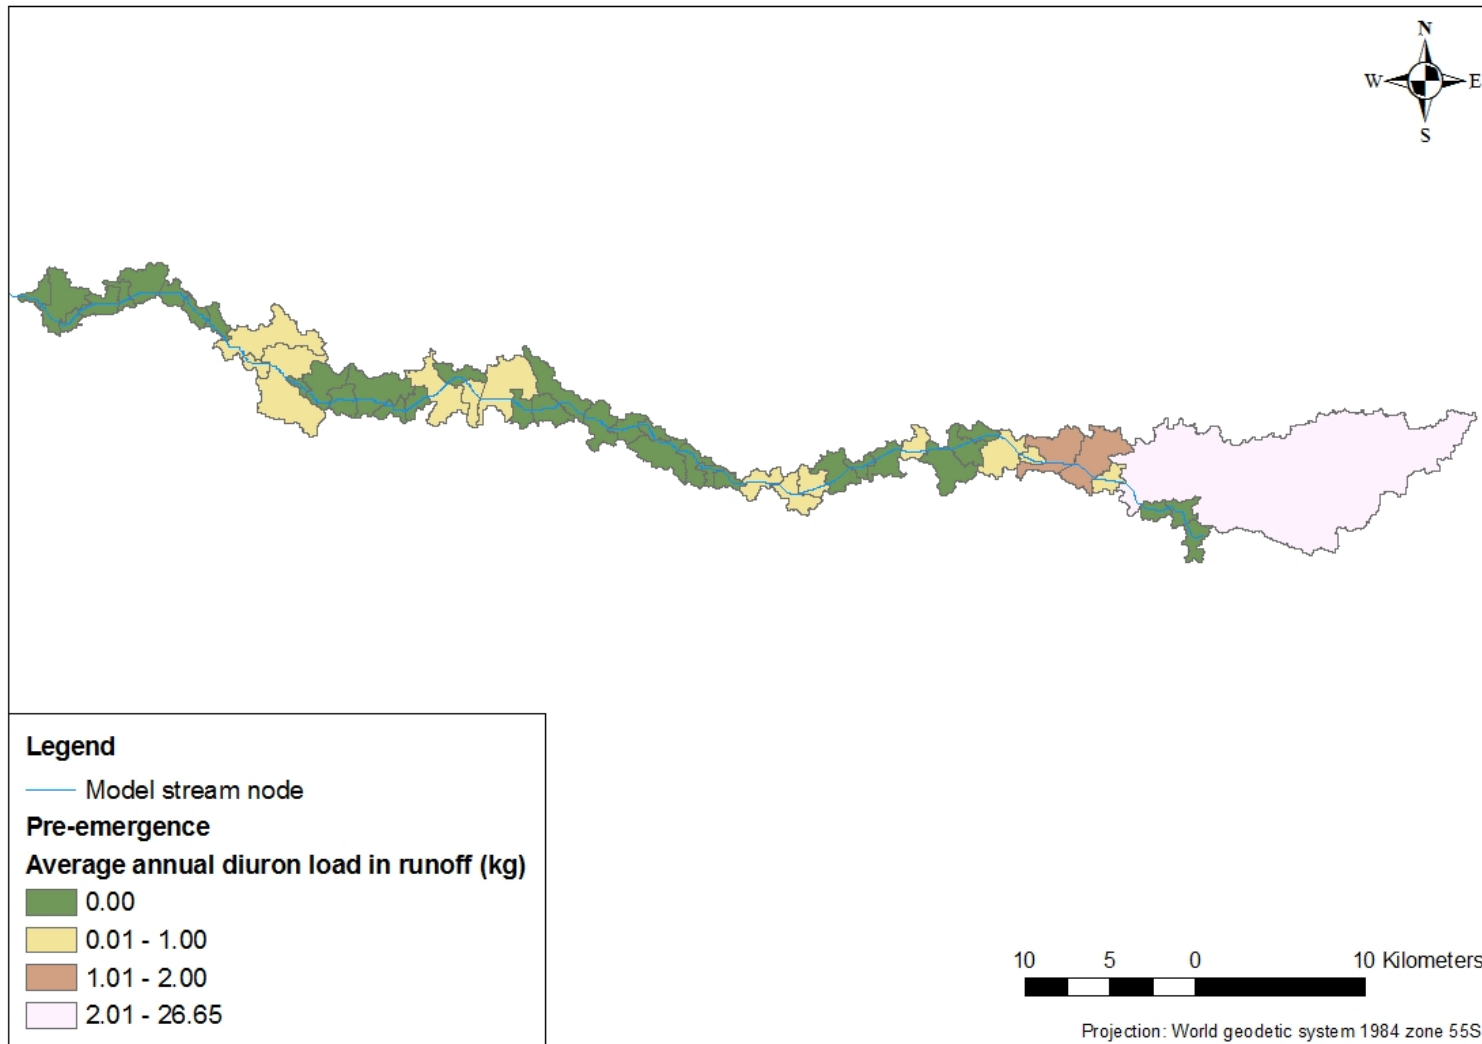 N
W E
S
Legend
Model stream node
Pre-emergence
Average annual diuron load in runoff (kg)
0.00
0.01 - 1.00
1.01 - 2.00
2.01 - 26.65
10 5 0 10 Kilometers
Projection: World geodetic system 1984 zone 55S